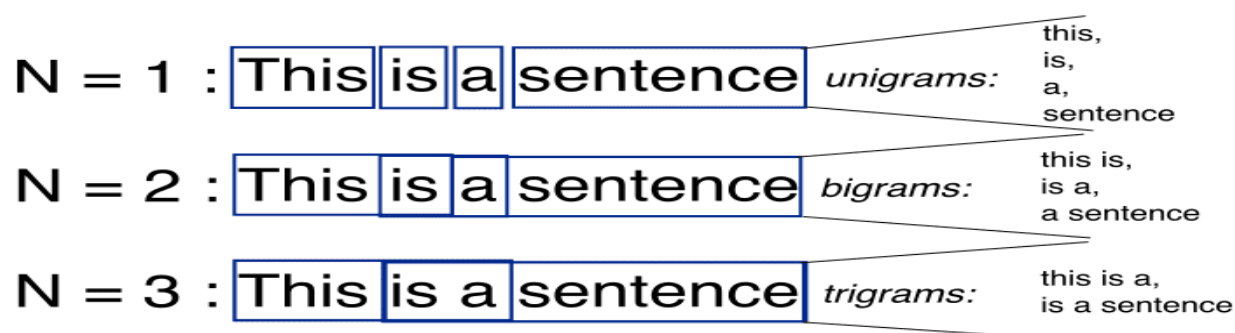 N = 1 : This is a sentence unigrams:
this,
is,
a,
sentence
N = 2 : This is a sentence bigrams:
this is,
is a,
a sentence
N = 3 : This is a sentence trigrams:
this is a,
is a sentence